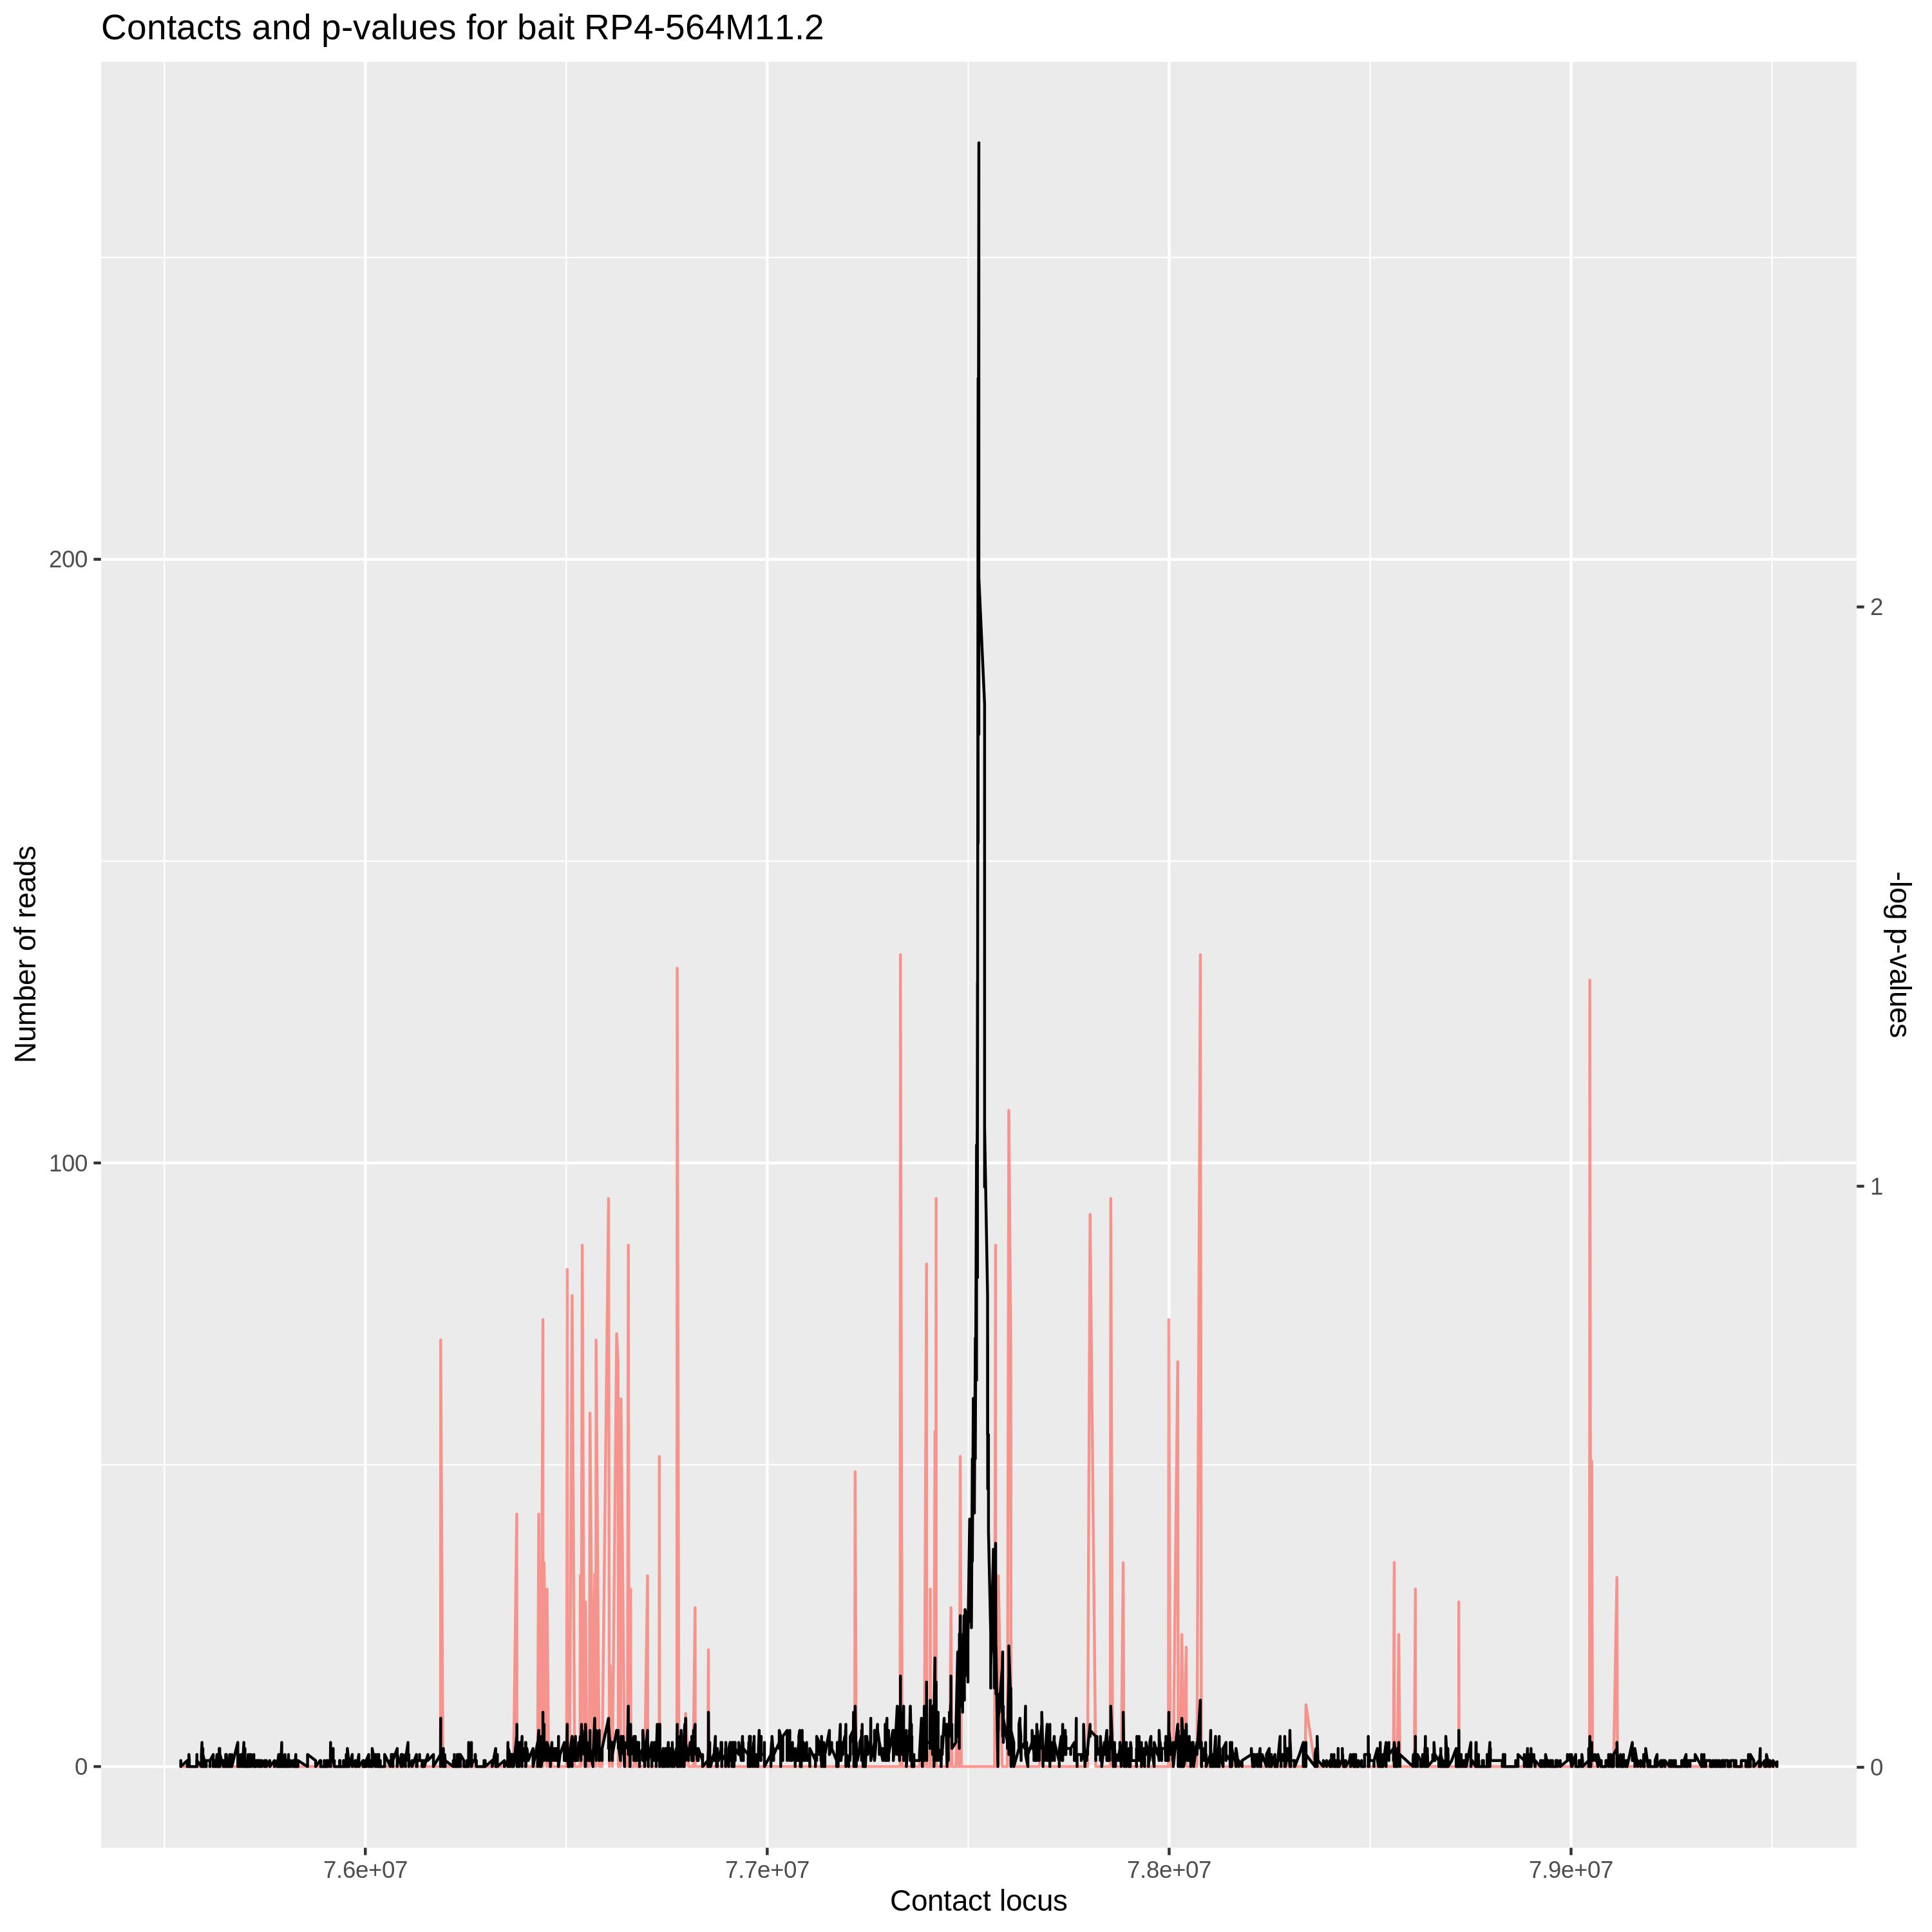 Contacts and p-values for bait RP4-564M11.2
Number of reads
200
100
0
2
1
0
-log p-values
7.6e+07
7.7e+07
7.8e+07
7.9e+07
Contact locus